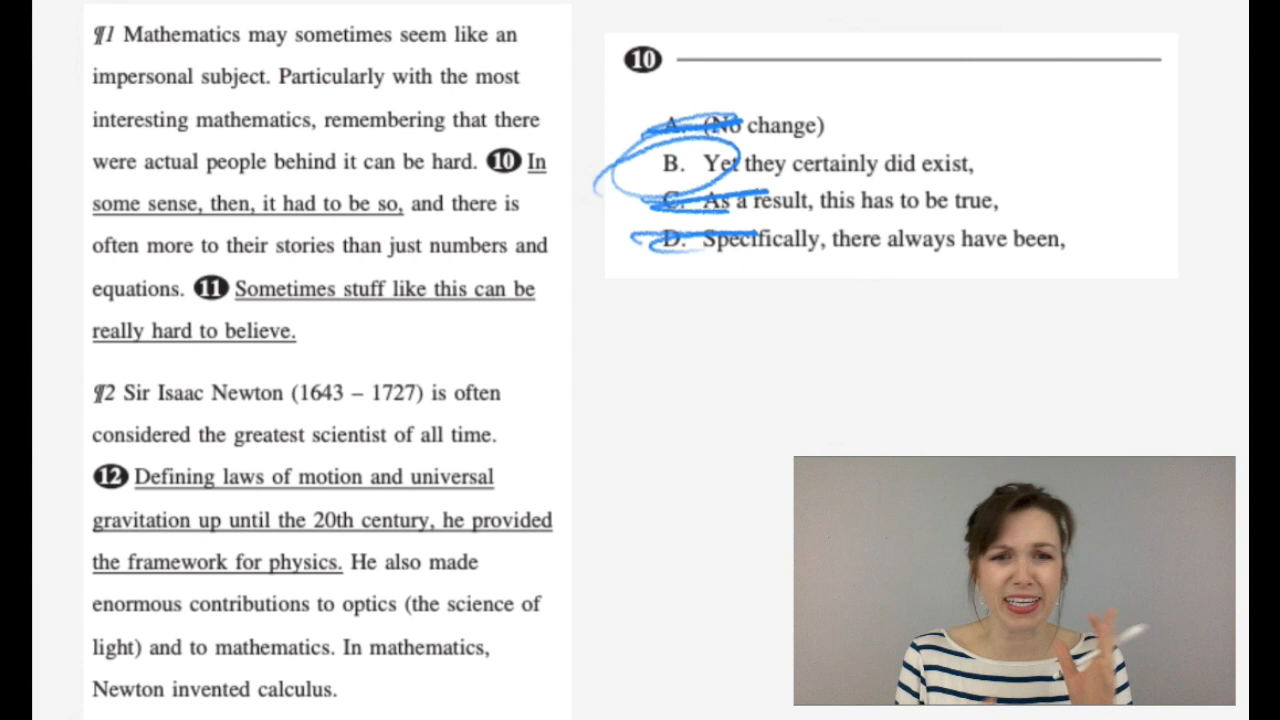 ¶1 Mathematics may sometimes seem like an
impersonal subject. Particularly with the most
interesting mathematics, remembering that there
were actual people behind it can be hard. 10 In
some sense, then, it had to be so, and there is
often more to their stories than just numbers and
equations. 11 Sometimes stuff like this can be
really hard to believe.
¶2 Sir Isaac Newton (1643 – 1727) is often
considered the greatest scientist of all time.
12 Defining laws of motion and universal
gravitation up until the 20th century, he provided
the framework for physics. He also made
enormous contributions to optics (the science of
light) and to mathematics. In mathematics,
Newton invented calculus.
10
A. (No change)
B. Yet they certainly did exist,
C. As a result, this has to be true,
D. Specifically, there always have been,